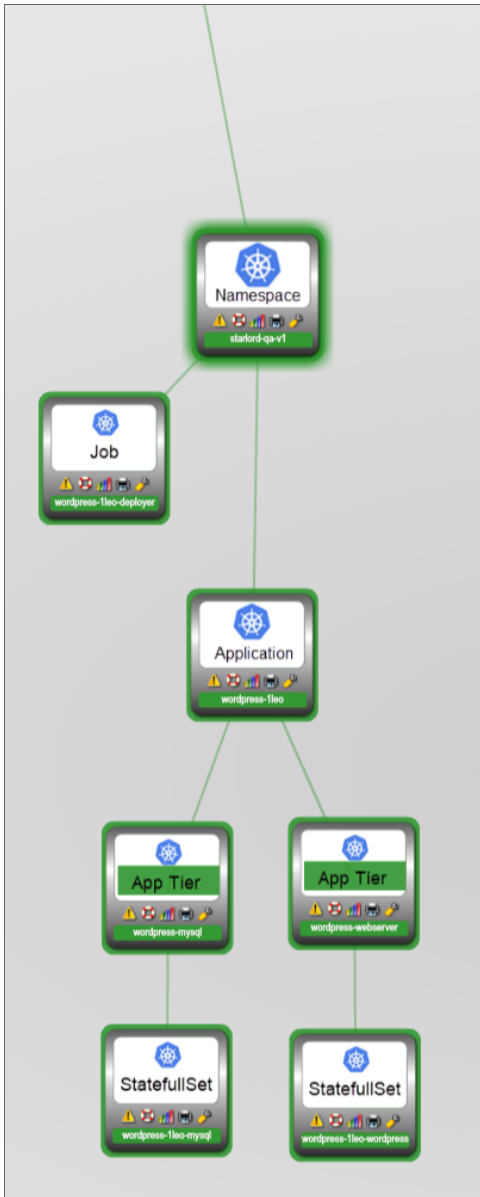 Namespace
starlord-qa-v1
Job
wordpress-1leo-deployer
Application
wordpress-1leo
App Tier
wordpress-mysql
App Tier
wordpress-webserver
StatefullSet
wordpress-1leo-mysql
StatefullSet
wordpress-1leo-wordpress